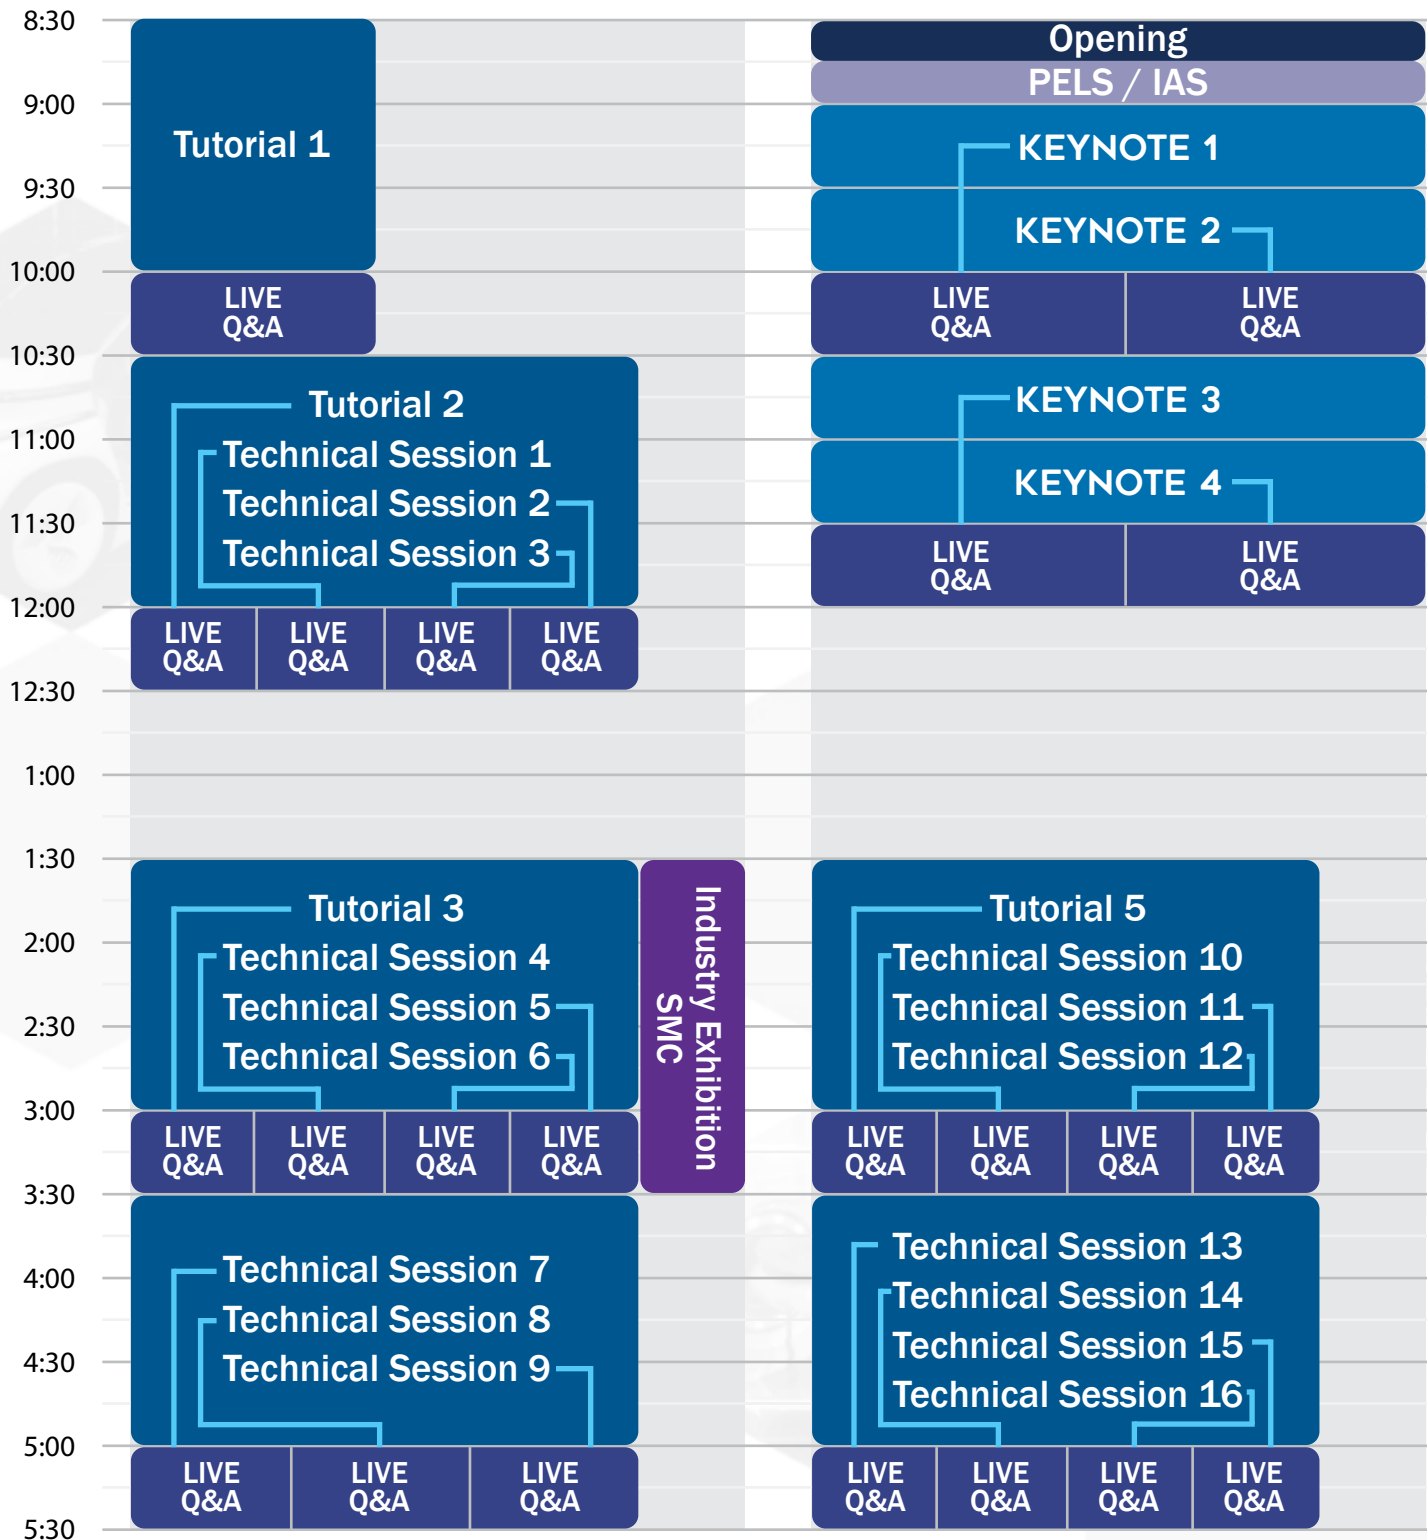 8:30
9:00
9:30
10:00
10:30
11:00
11:30
12:00
12:30
1:00
1:30
2:00
2:30
3:00
3:30
4:00
4:30
5:00
5:30
Tutorial 1
LIVE
Q&A
Tutorial 2
Technical Session 1
Technical Session 2
Technical Session 3
LIVE
Q&A
LIVE
Q&A
LIVE
Q&A
LIVE
Q&A
Tutorial 3
Technical Session 4
Technical Session 5
Technical Session 6
LIVE
Q&A
LIVE
Q&A
LIVE
Q&A
LIVE
Q&A
Industry Exhibition
SMC
Technical Session 7
Technical Session 8
Technical Session 9
LIVE
Q&A
LIVE
Q&A
LIVE
Q&A
Opening
PELS / IAS
KEYNOTE 1
KEYNOTE 2
LIVE
Q&A
LIVE
Q&A
KEYNOTE 3
KEYNOTE 4
LIVE
Q&A
LIVE
Q&A
Tutorial 5
Technical Session 10
Technical Session 11
Technical Session 12
LIVE
Q&A
LIVE
Q&A
LIVE
Q&A
LIVE
Q&A
Technical Session 13
Technical Session 14
Technical Session 15
Technical Session 16
LIVE
Q&A
LIVE
Q&A
LIVE
Q&A
LIVE
Q&A